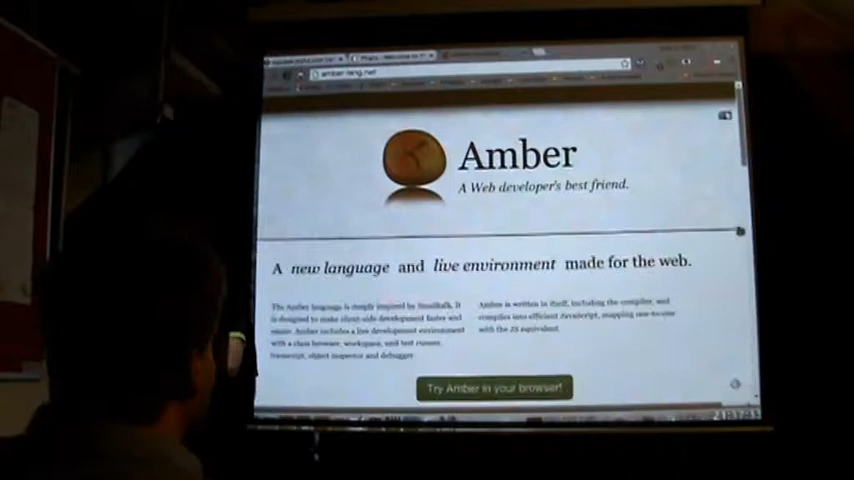 amber-lang.net
Amber
A Web developer's best friend.
A new language and live environment made for the web.
The Amber language is deeply inspired by Smalltalk. It
is designed to make client-side development faster and
easier. Amber includes a live development environment
with a class browser, workspace, unit test runner,
transcript, object inspector and debugger.
Amber is written in itself, including the compiler, and
compiles into efficient JavaScript, mapping one-to-one
with the JS equivalent.
Try Amber in your browser!